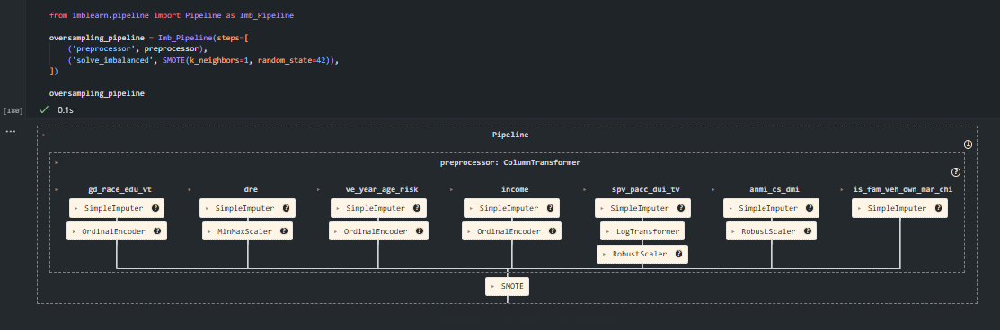 from imblearn.pipeline import Pipeline as Imb_Pipeline
oversampling_pipeline = Imb_Pipeline(steps=[
('preprocessor', preprocessor),
('solve_imbalanced', SMOTE(k_neighbors=1, random_state=42)),
])
oversampling_pipeline
[180]
0.1s
...
Pipeline
i
preprocessor: ColumnTransformer
?
gd_race_edu_vt dre ve_year_age_risk income spv_pacc_dui_tv anmi_cs_dmi is_fam_veh_own_mar_chi
SimpleImputer ? SimpleImputer ? SimpleImputer ? SimpleImputer ? SimpleImputer ? SimpleImputer ? SimpleImputer ?
OrdinalEncoder ? MinMaxScaler ? OrdinalEncoder ? OrdinalEncoder ? LogTransformer RobustScaler ?
RobustScaler ?
SMOTE